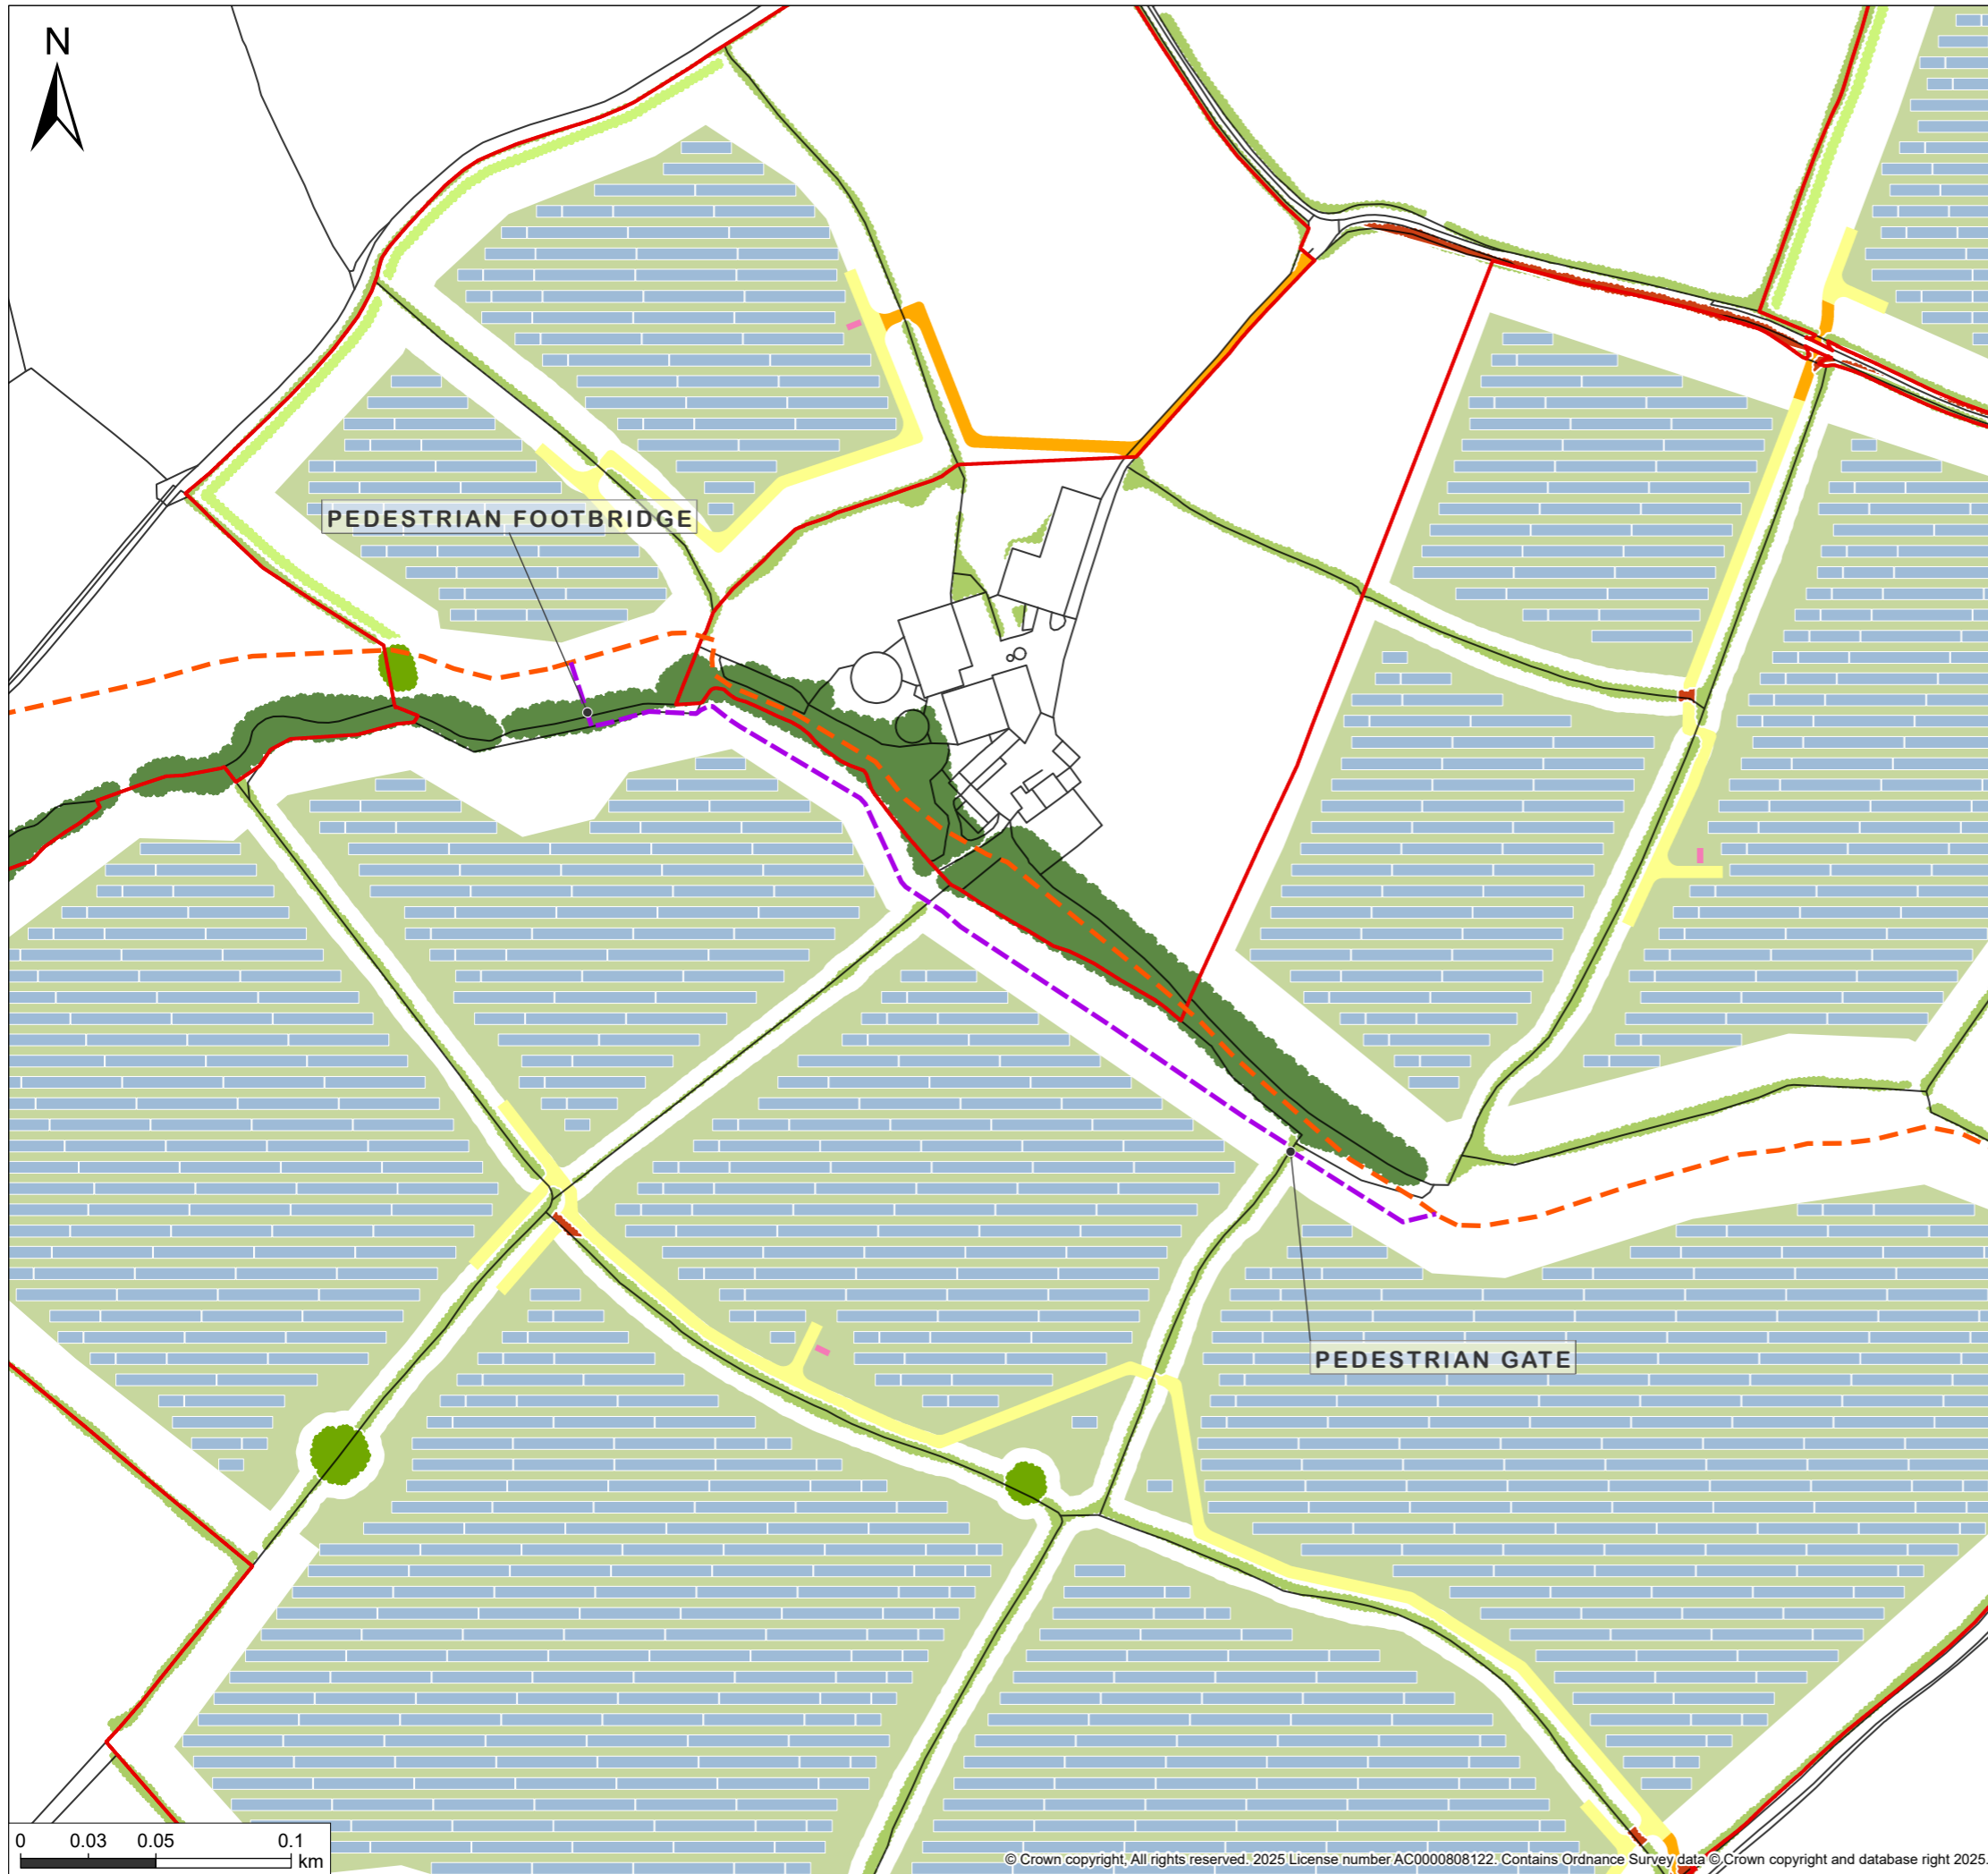 N
PEDESTRIAN FOOTBRIDGE
PEDESTRIAN GATE
0 0.03 0.05 0.1
km
© Crown copyright, All rights reserved. 2025 License number AC0000808122. Contains Ordnance Survey data © Crown copyright and database right 2025